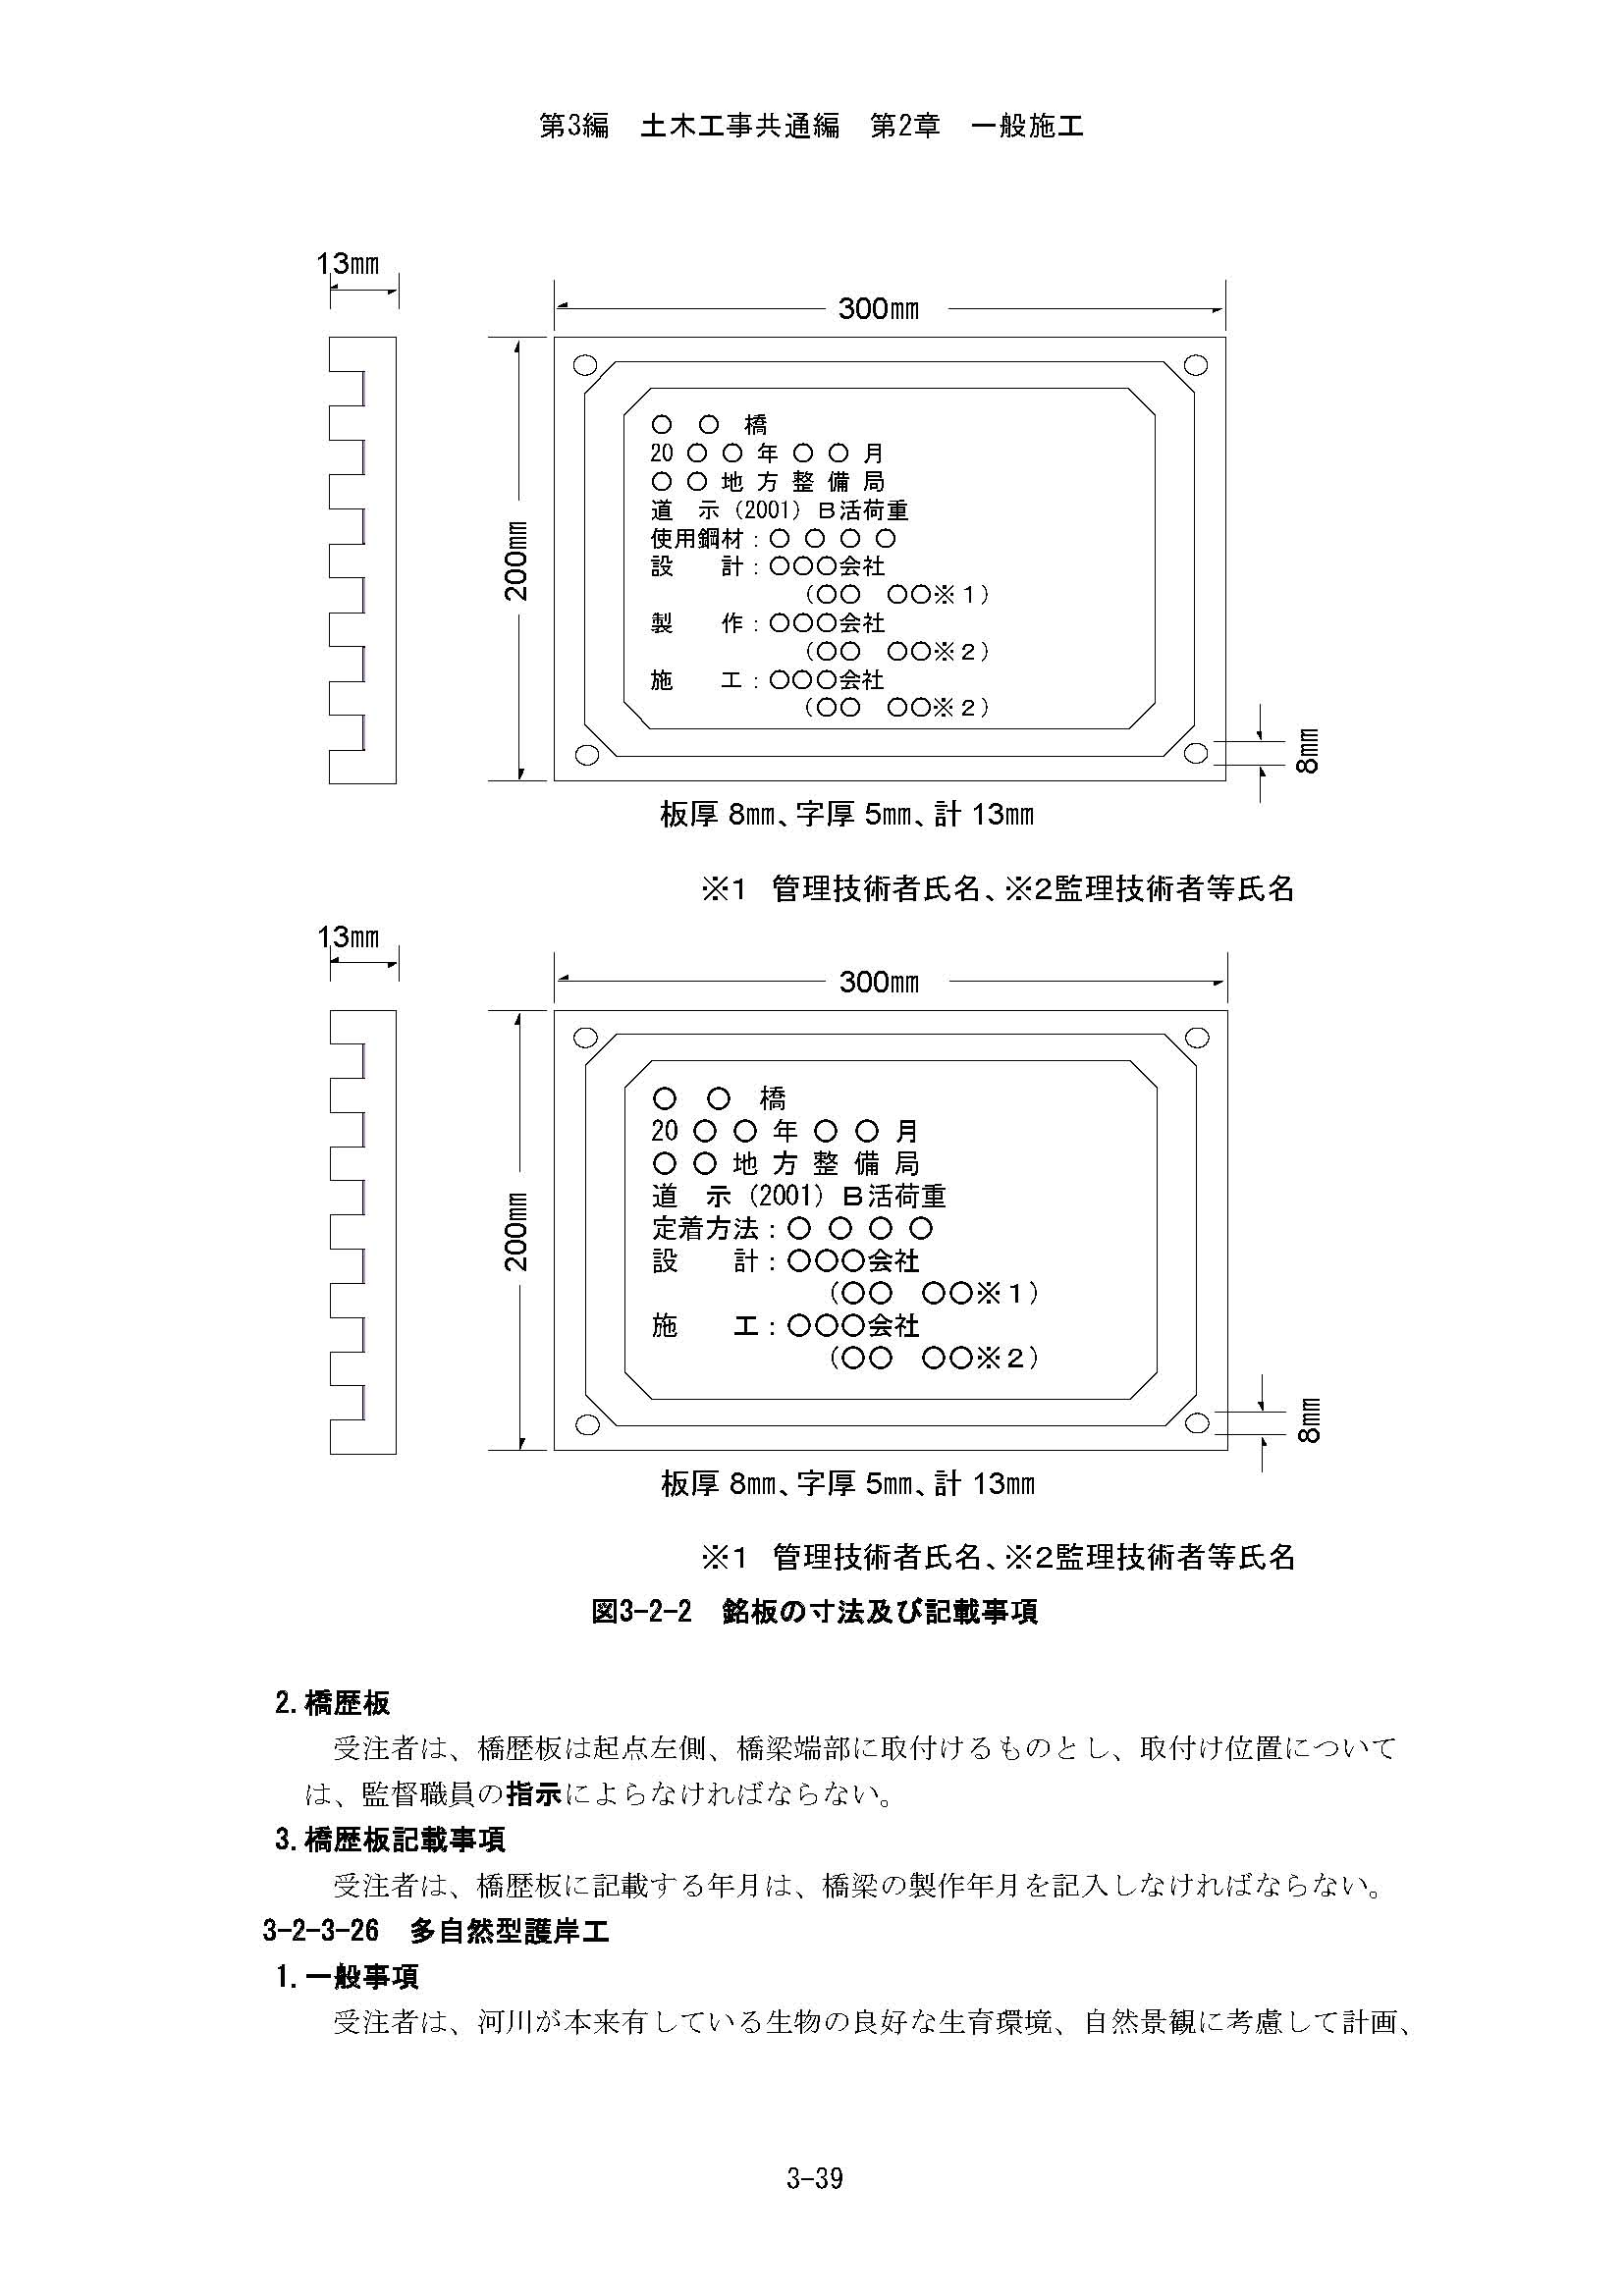 第3編　土木工事共通編　第2章　一般施工
13㎜
300㎜
200mm
○　○　橋
20 ○ ○ 年 ○ ○ 月
○ ○ 地 方 整 備 局
道　示（2001）Ｂ活荷重
使用鋼材：○ ○ ○ ○
設　　計：○○○会社
（○○　○○※１）
製　　作：○○○会社
（○○　○○※２）
施　　工：○○○会社
（○○　○○※２）
8mm
板厚 8㎜、字厚 5㎜、計 13㎜
※1　管理技術者氏名、※2監理技術者等氏名
13㎜
300㎜
200mm
○　○　橋
20 ○ ○ 年 ○ ○ 月
○ ○ 地 方 整 備 局
道　示（2001）Ｂ活荷重
定着方法：○ ○ ○ ○
設　　計：○○○会社
（○○　○○※１）
施　　工：○○○会社
（○○　○○※２）
8mm
板厚 8㎜、字厚 5㎜、計 13㎜
※1　管理技術者氏名、※2監理技術者等氏名
図3-2-2　銘板の寸法及び記載事項
2.橋歴板
受注者は、橋歴板は起点左側、橋梁端部に取付けるものとし、取付け位置について
は、監督職員の指示によらなければならない。
3.橋歴板記載事項
受注者は、橋歴板に記載する年月は、橋梁の製作年月を記入しなければならない。
3-2-3-26　多自然型護岸工
1.一般事項
受注者は、河川が本来有している生物の良好な生育環境、自然景観に考慮して計画、
3-39